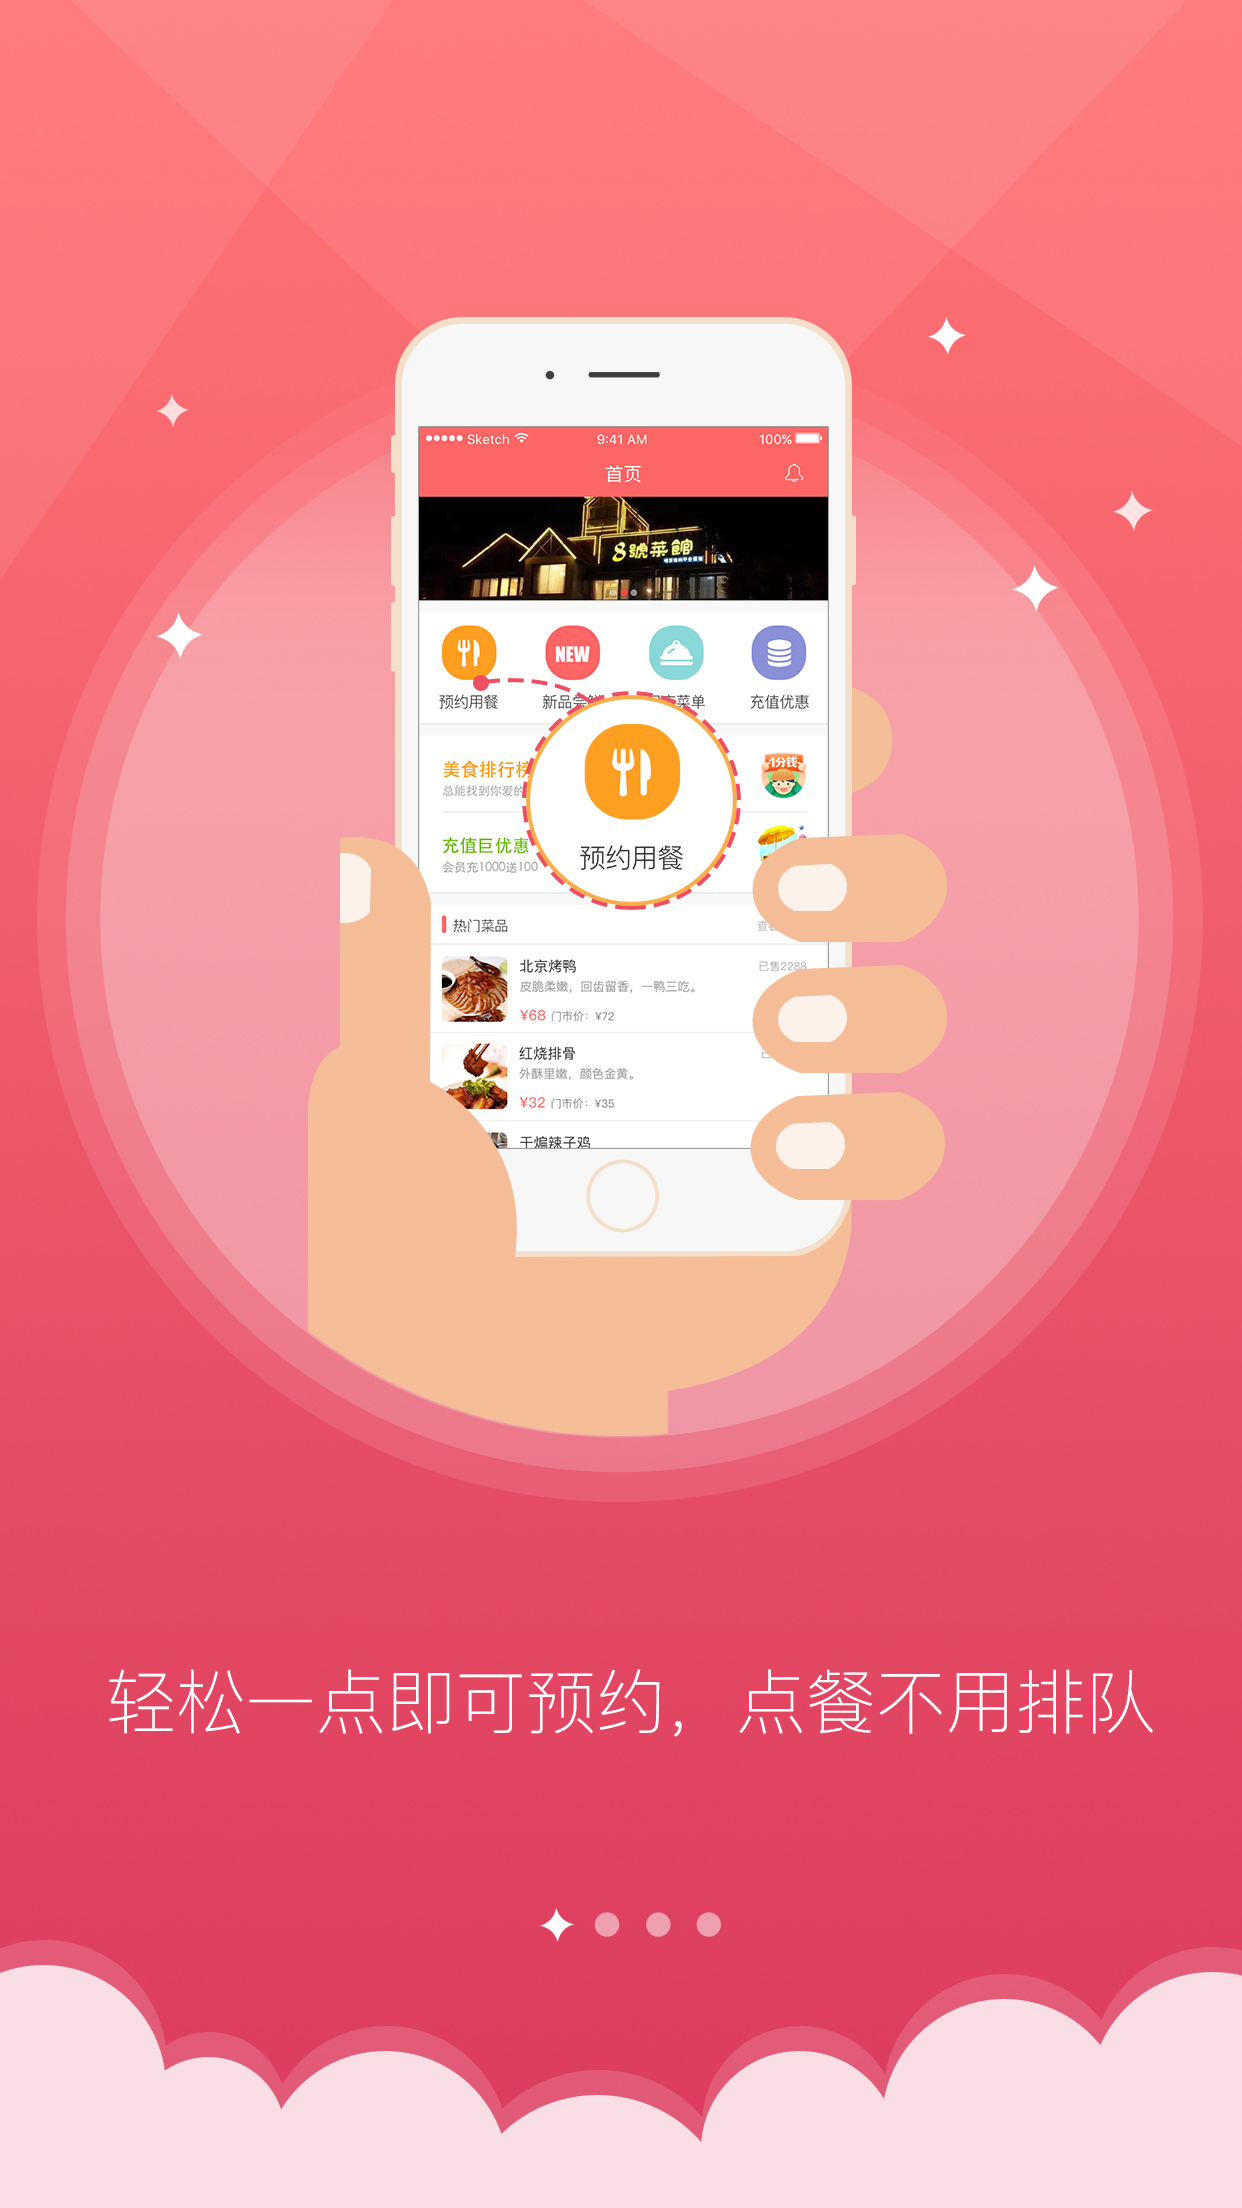 Sketch 9:41 AM 100%
首页
8號菜館
NEW
预约用餐 新品尝 菜单 充值优惠
美食排行榜
总能找到你爱的
1分钱
预约用餐
充值巨优惠
会员充1000送100
热门菜品
北京烤鸭 已售2288
皮脆柔嫩，回齿留香，一鸭三吃。
¥68 门市价：¥72
红烧排骨
外酥里嫩，颜色金黄。
¥32 门市价：¥35
干煸辣子鸡
轻松一点即可预约，点餐不用排队